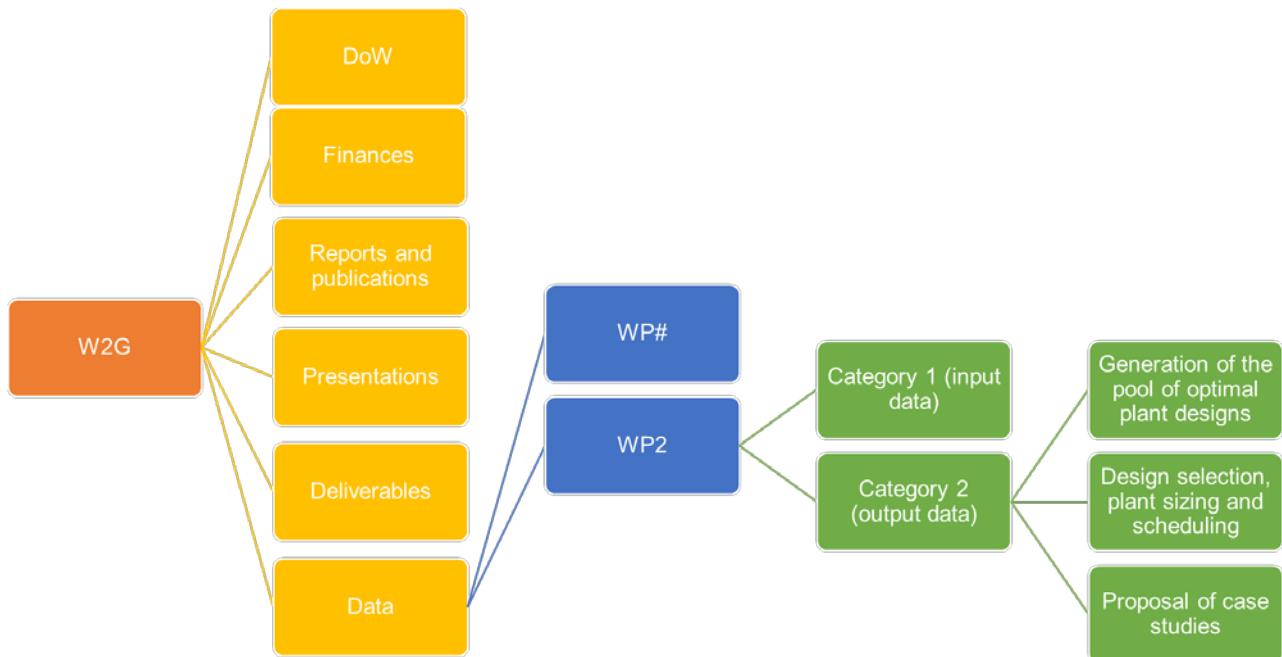 DoW
Finances
Reports and
publications
W2G
Presentations
Deliverables
Data
WP#
WP2
Category 1 (input
data)
Category 2
(output data)
Generation of the
pool of optimal
plant designs
Design selection,
plant sizing and
scheduling
Proposal of case
studies